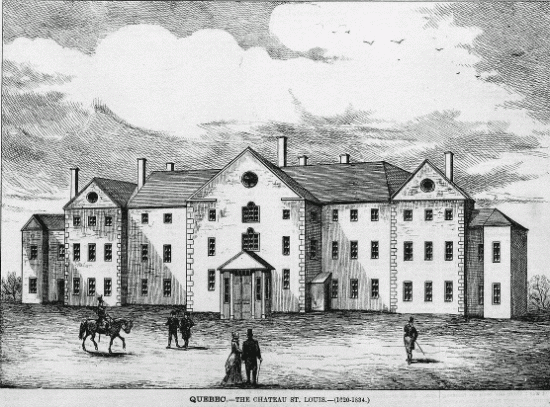 QUEBEC.—THE CHATEAU ST. LOUIS.—(1620-1834.)